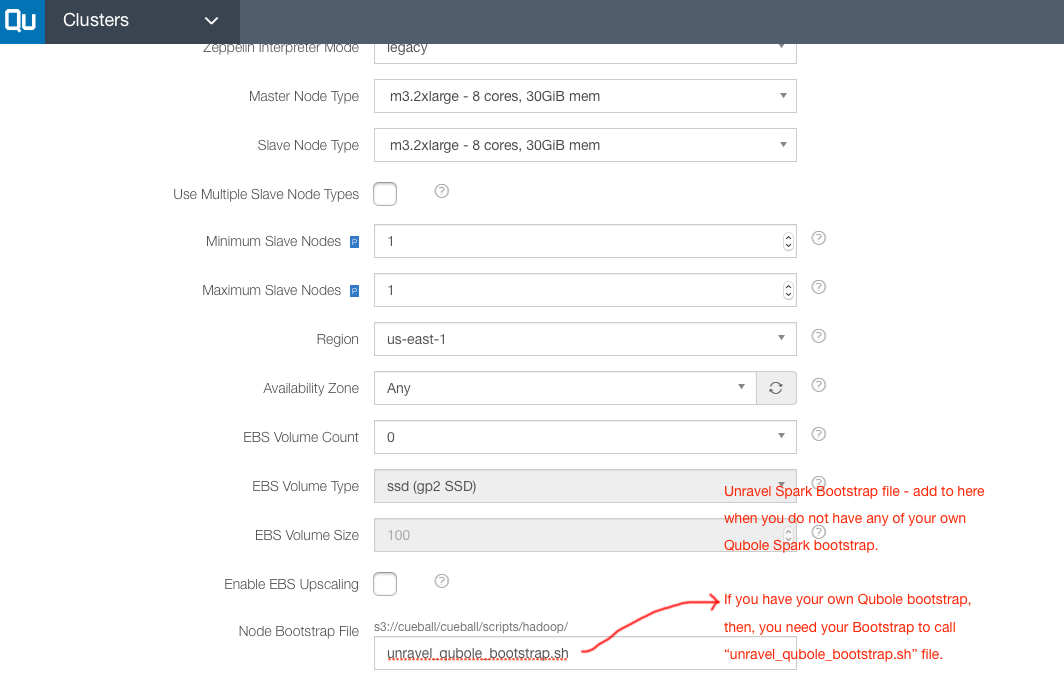 Qu Clusters
Zeppelin Interpreter Mode legacy
Master Node Type m3.2xlarge - 8 cores, 30GiB mem
Slave Node Type m3.2xlarge - 8 cores, 30GiB mem
Use Multiple Slave Node Types ?
Minimum Slave Nodes P 1 ?
Maximum Slave Nodes P 1 ?
Region us-east-1 ?
Availability Zone Any ?
EBS Volume Count 0 ?
EBS Volume Type ssd (gp2 SSD) ?
Unravel Spark Bootstrap file - add to here
when you do not have any of your own
EBS Volume Size 100 ?
Qubole Spark bootstrap.
Enable EBS Upscaling ?
If you have your own Qubole bootstrap,
then, you need your Bootstrap to call
“unravel_qubole_bootstrap.sh” file.
Node Bootstrap File s3://cueball/cueball/scripts/hadoop/
unravel_qubole_bootstrap.sh